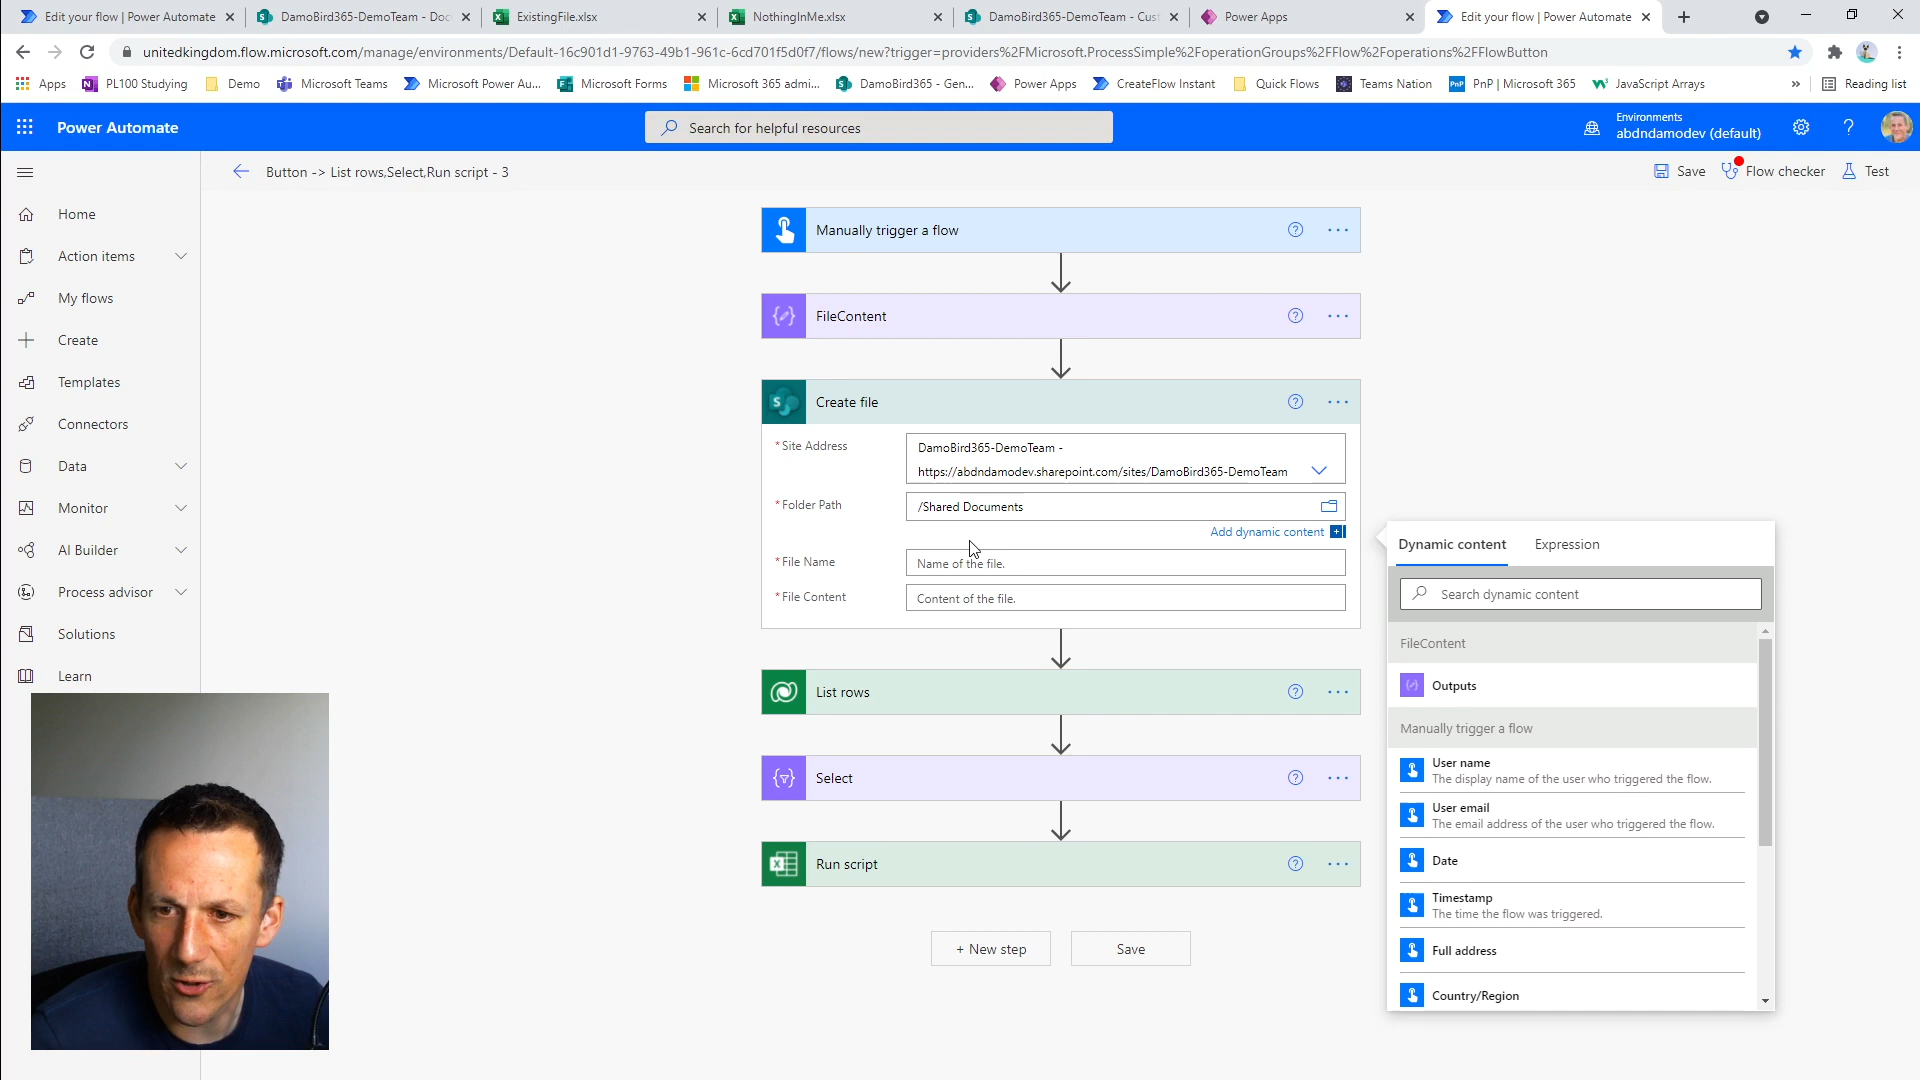 Edit your flow | Power Automate
DamoBird365-DemoTeam - Doc
ExistingFile.xlsx
NothingInMe.xlsx
DamoBird365-DemoTeam - Cust
Power Apps
Edit your flow | Power Automate
unitedkingdom.flow.microsoft.com/manage/environments/Default-16c901d1-9763-49b1-961c-6cd701f5d0f7/flows/new?trigger=providers%2FMicrosoft.ProcessSimple%2FoperationGroups%2FFlow%2Foperations%2FFlowButton
Apps
PL100 Studying
Demo
Microsoft Teams
Microsoft Power Au...
Microsoft Forms
Microsoft 365 admi...
DamoBird365 - Gen...
Power Apps
CreateFlow Instant
Quick Flows
Teams Nation
PnP | Microsoft 365
JavaScript Arrays
»
Reading list
Power Automate
Search for helpful resources
Environments
abdndamodev (default)
Button -> List rows,Select,Run script - 3
Save
Flow checker
Test
Home
Action items
My flows
Create
Templates
Connectors
Data
Monitor
AI Builder
Process advisor
Solutions
Learn
Manually trigger a flow
FileContent
Create file
* Site Address
DamoBird365-DemoTeam -
https://abdndamodev.sharepoint.com/sites/DamoBird365-DemoTeam
* Folder Path
/Shared Documents
Add dynamic content
* File Name
Name of the file.
* File Content
Content of the file.
List rows
Select
Run script
+ New step
Save
Dynamic content
Expression
Search dynamic content
FileContent
Outputs
Manually trigger a flow
User name
The display name of the user who triggered the flow.
User email
The email address of the user who triggered the flow.
Date
Timestamp
The time the flow was triggered.
Full address
Country/Region